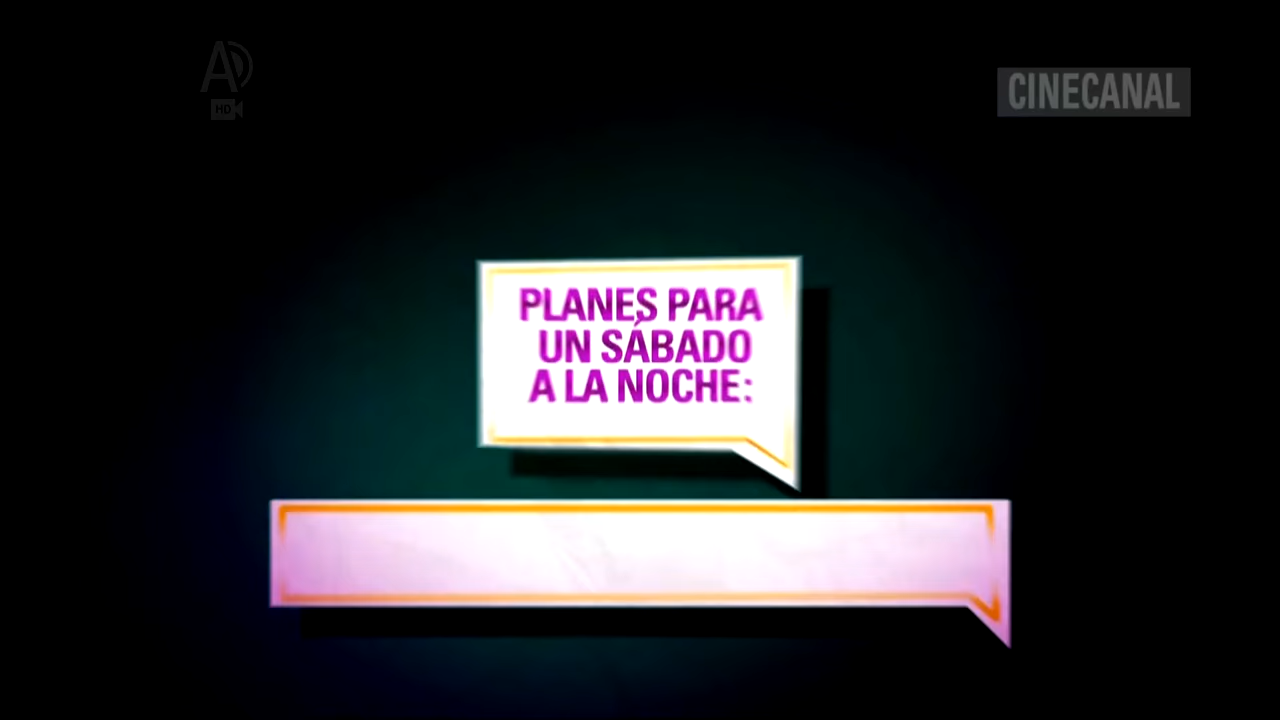 HD
CINECANAL
PLANES PARA
UN SÁBADO
A LA NOCHE: